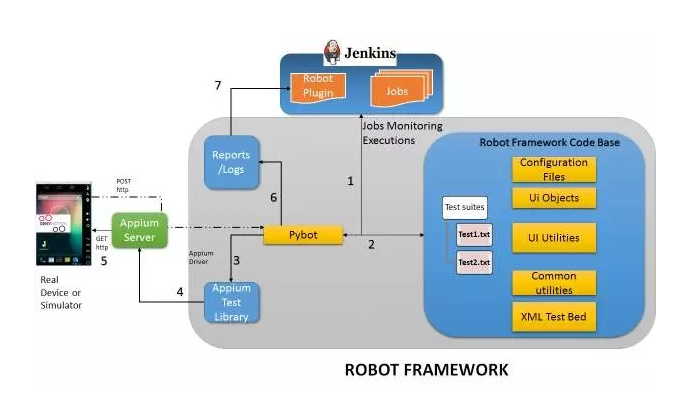 Jenkins
Robot
Plugin
Jobs
7
Jobs Monitoring
Executions
Robot Framework Code Base
Reports
/Logs
Configuration
Files
POST
http
1
6
Ui Objects
Test suites
Appium
Server
Pybot
2
Test1.txt
UI Utilities
GET
http
5
Appium
Driver
3
Test2.txt
Real
Device or
Simulator
4
Appium Test
Library
Common
utilities
XML Test Bed
ROBOT FRAMEWORK